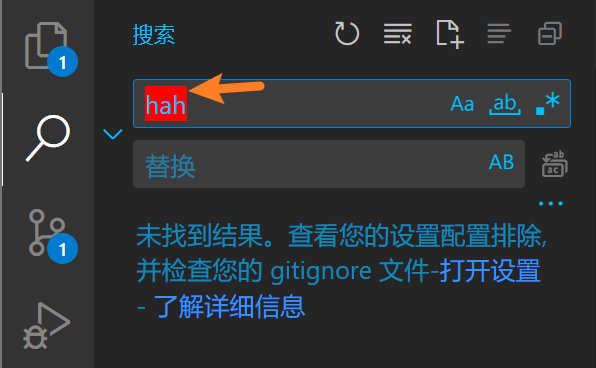 1
搜索
hah
Aa
ab
替换
AB
ab
ac
未找到结果。查看您的设置配置排除,
并检查您的 gitignore 文件-打开设置
- 了解详细信息
1